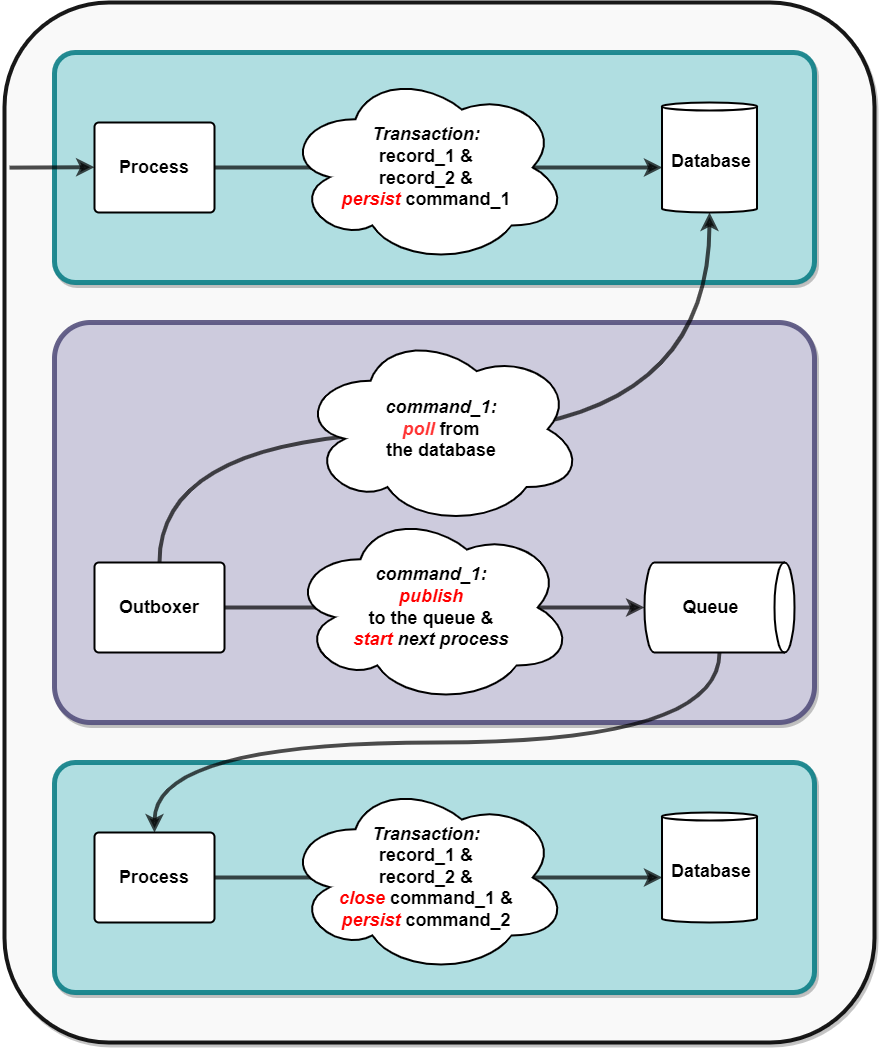 Process
Transaction:
record_1 &
record_2 &
persist command_1
Database
command_1:
poll from
the database
Outboxer
command_1:
publish
to the queue &
start next process
Queue
Process
Transaction:
record_1 &
record_2 &
close command_1 &
persist command_2
Database